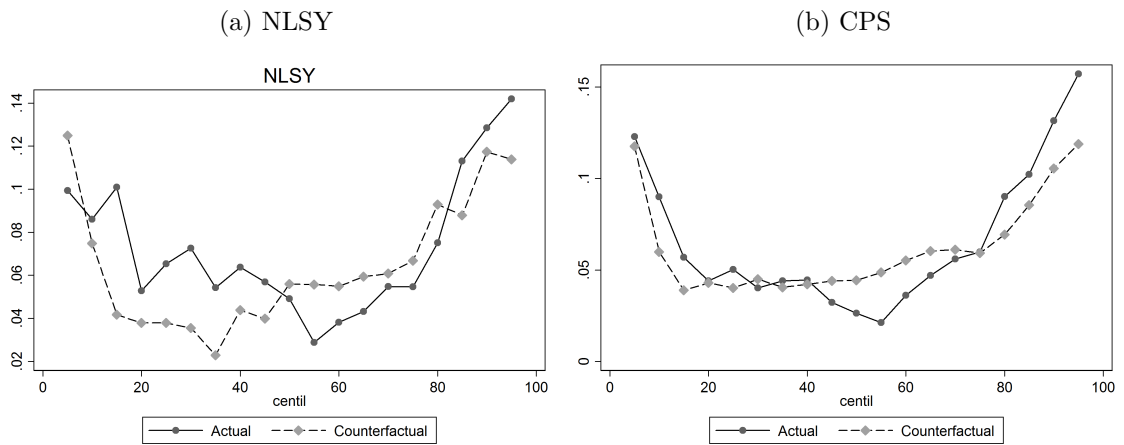 (a) NLSY
NLSY
.14
.12
.1
.08
.06
.04
.02
0 20 40 60 80 100
centil
Actual Counterfactual
(b) CPS
.15
.1
.05
0
0 20 40 60 80 100
centil
Actual Counterfactual